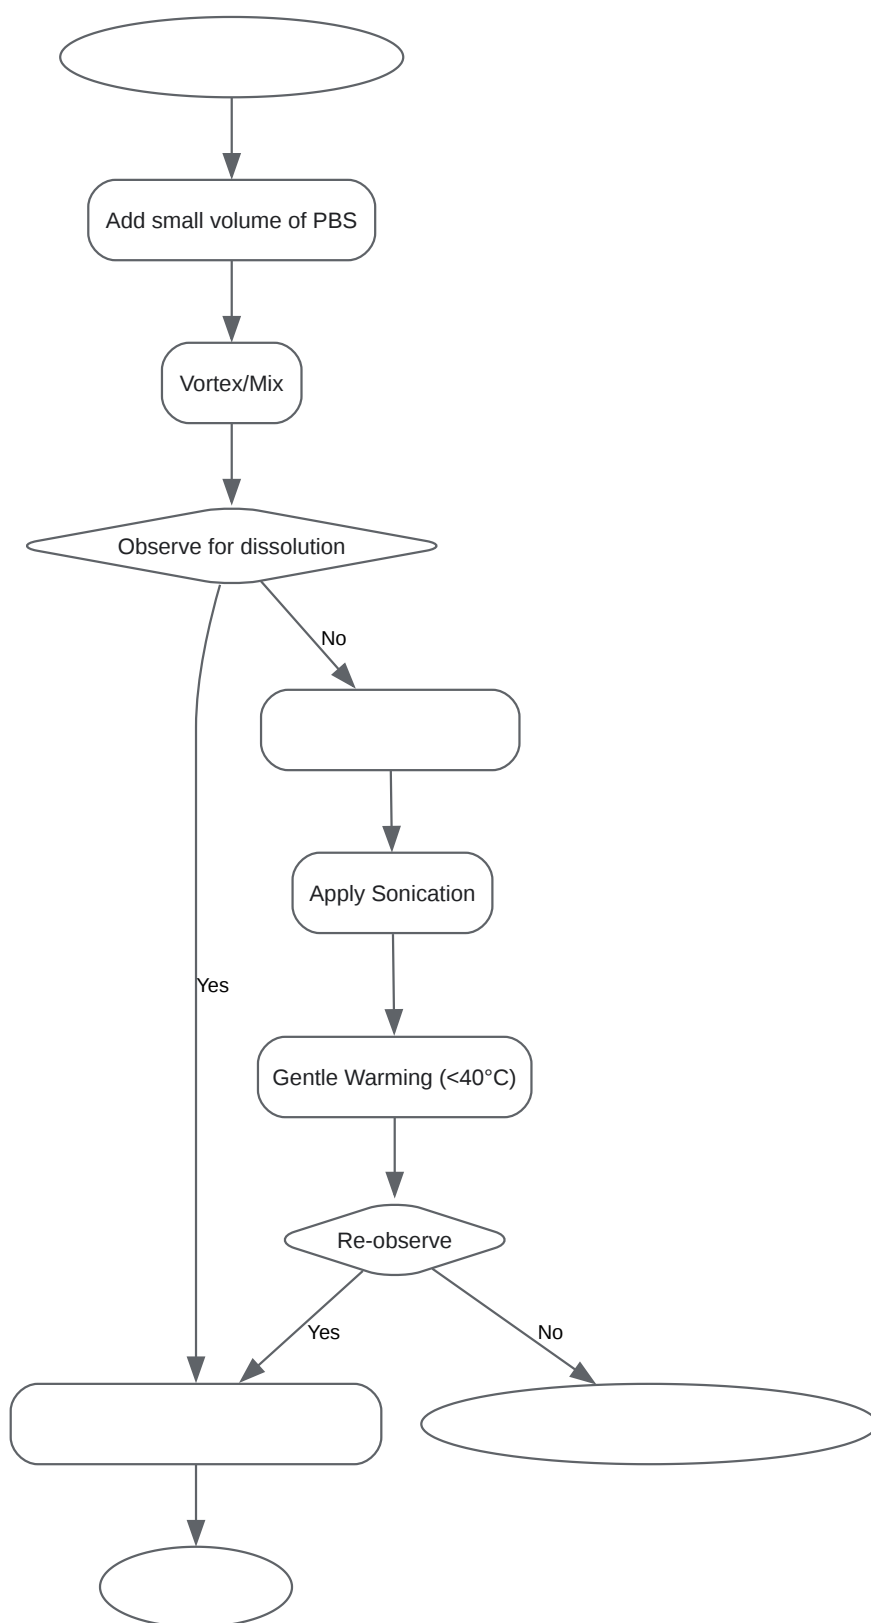 Add small volume of PBS
Vortex/Mix
Observe for dissolution
No
Apply Sonication
Yes
Gentle Warming (<40°C)
Re-observe
Yes
No